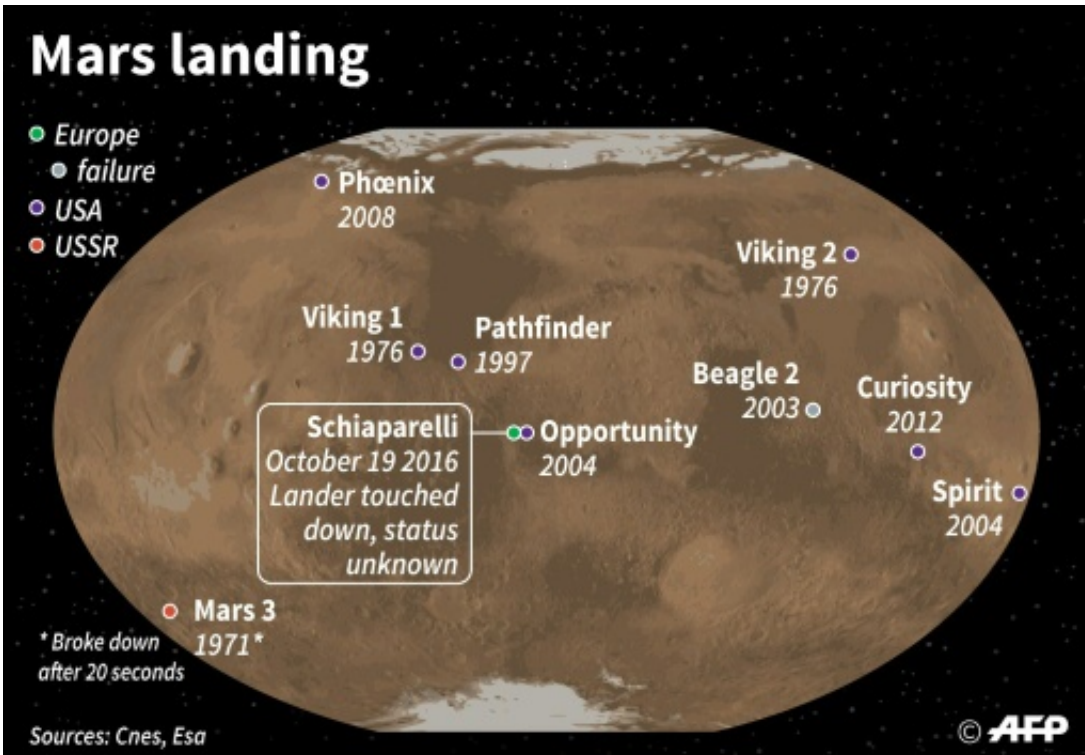 Mars landing
Europe
failure
USA
USSR
Phœnix
2008
Viking 2
1976
Viking 1
1976
Pathfinder
1997
Beagle 2
2003
Curiosity
2012
Schiaparelli
October 19 2016
Lander touched
down, status
unknown
Opportunity
2004
Spirit
2004
Mars 3
1971*
* Broke down
after 20 seconds
Sources: Cnes, Esa
© AFP